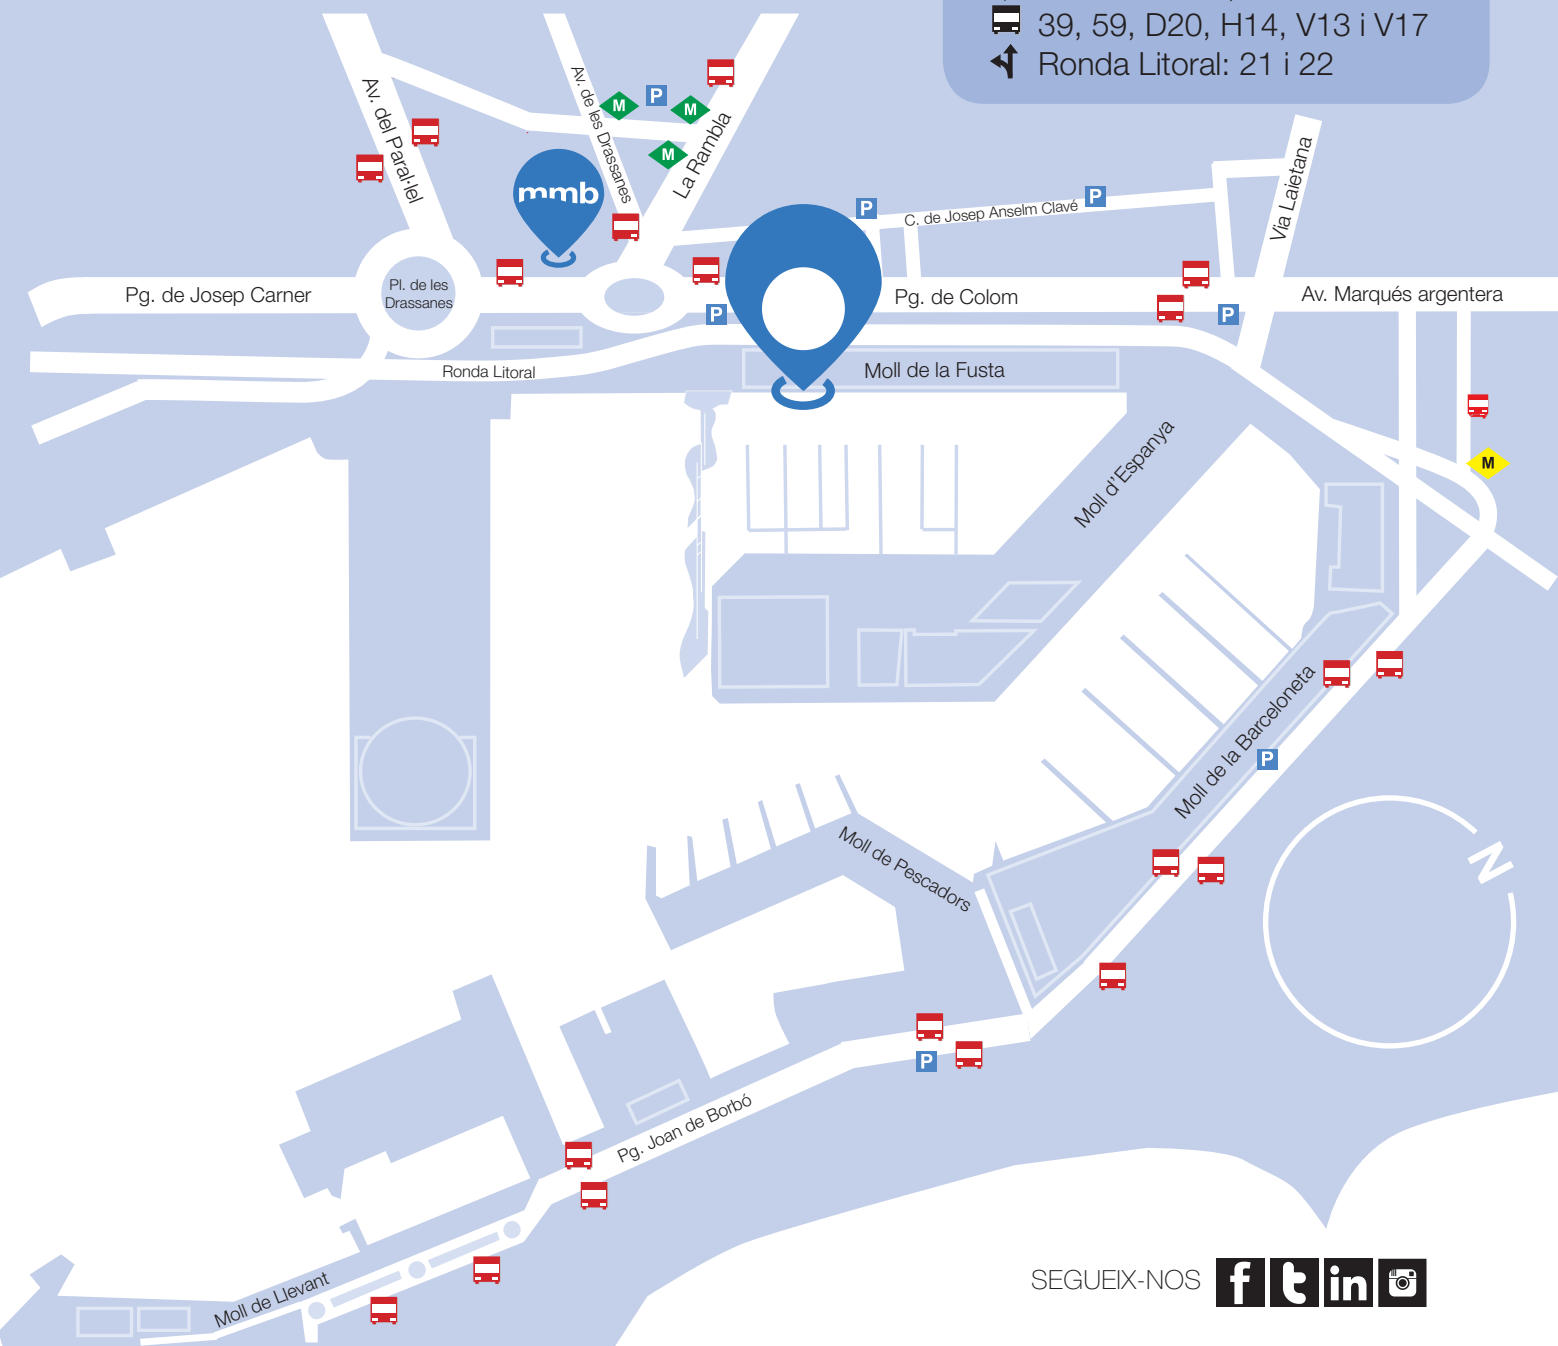 39, 59, D20, H14, V13 i V17
Ronda Litoral: 21 i 22
Av. del Paral·lel
Av. de les Drassanes
La Rambla
M
P
M
M
mmb
P
C. de Josep Anselm Clavé
P
Via Laietana
Pg. de Josep Carner
Pl. de les
Drassanes
P
Pg. de Colom
P
Av. Marqués argentera
Ronda Litoral
Moll de la Fusta
Moll d'Espanya
M
Moll de la Barceloneta
P
Moll de Pescadors
N
P
Pg. Joan de Borbó
Moll de Llevant
SEGUEIX-NOS
f
t
in